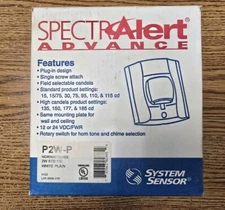 SPECTRAlert
ADVANCE
Features
• Plug-in design
• Single screw attach
• Field selectable candela
• Standard product settings:
15, 15/75, 30, 75, 95, 110, & 115 cd
• High candela product settings:
135, 150, 177, & 185 cd
• Same mounting plate for
wall and ceiling
• 12 or 24 VDC/FWR
• Rotary switch for horn tone and chime selection
P2W-P
WHITE PLAIN
SYSTEM
SENSOR